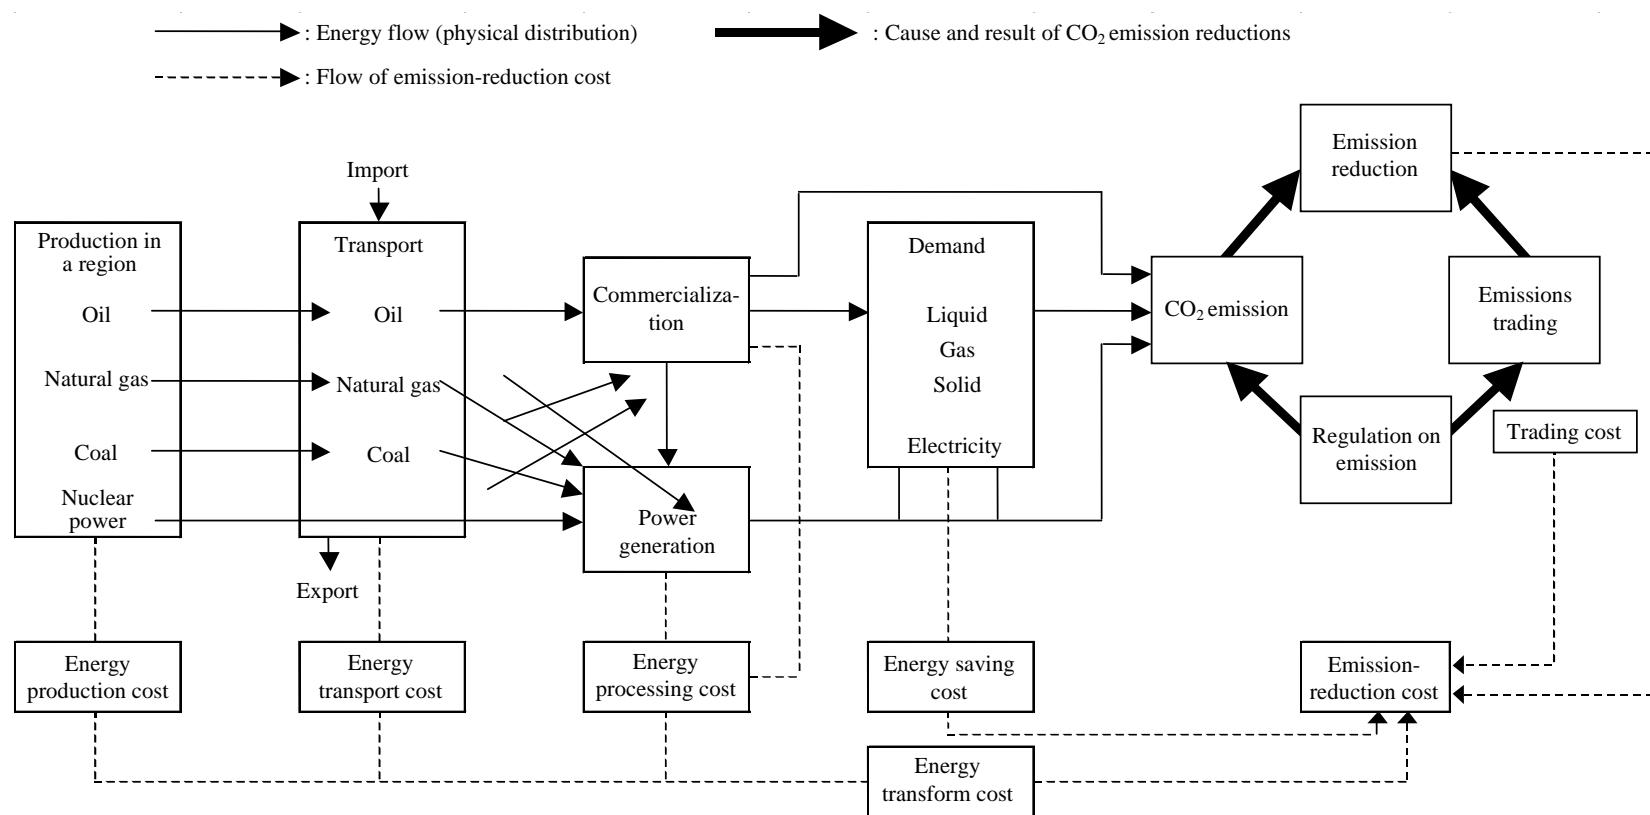 : Energy flow (physical distribution)
: Cause and result of CO₂ emission reductions
: Flow of emission-reduction cost
Emission
reduction
Import
Production in
a region
Oil
Natural gas
Coal
Nuclear
power
Transport
Oil
Natural gas
Coal
Export
Commercializa-
tion
Power
generation
Demand
Liquid
Gas
Solid
Electricity
CO₂ emission
Emissions
trading
Regulation on
emission
Trading cost
Energy
production cost
Energy
transport cost
Energy
processing cost
Energy saving
cost
Emission-
reduction cost
Energy
transform cost